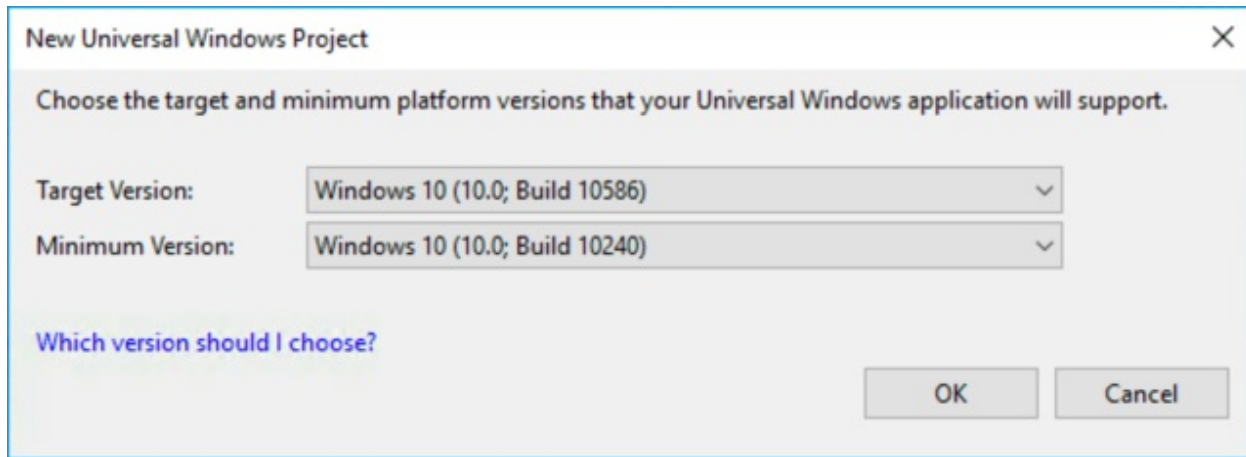 New Universal Windows Project
Choose the target and minimum platform versions that your Universal Windows application will support.
Target Version: Windows 10 (10.0; Build 10586)
Minimum Version: Windows 10 (10.0; Build 10240)
Which version should I choose?
OK Cancel